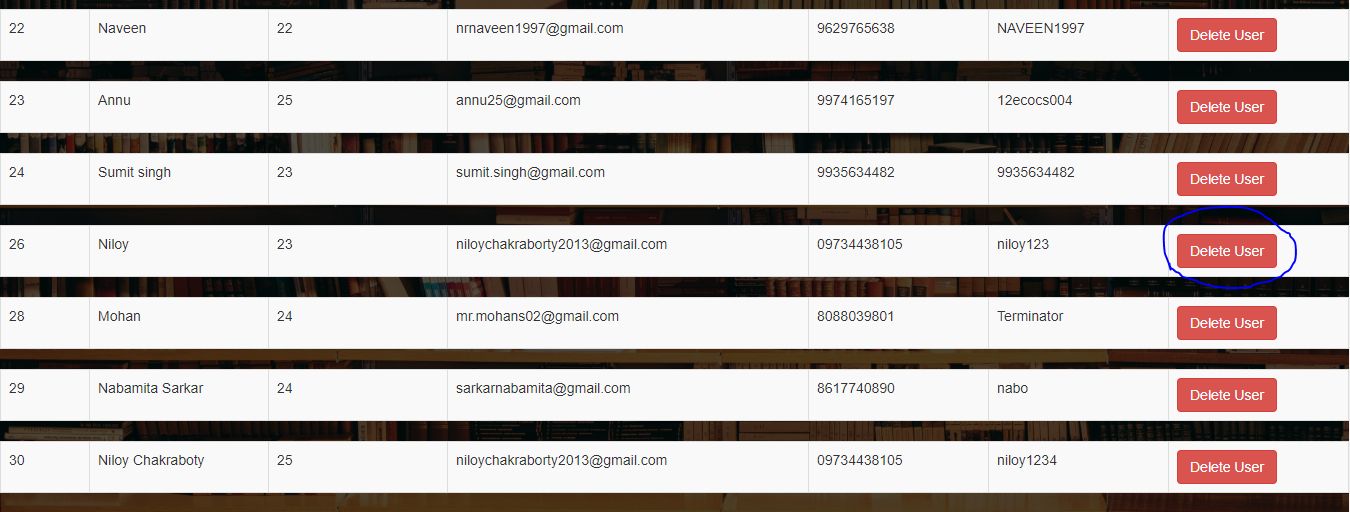 22 Naveen 22 nrnaveen1997@gmail.com 9629765638 NAVEEN1997 Delete User
23 Annu 25 annu25@gmail.com 9974165197 12ecocs004 Delete User
24 Sumit singh 23 sumit.singh@gmail.com 9935634482 9935634482 Delete User
26 Niloy 23 niloychakraborty2013@gmail.com 09734438105 niloy123 Delete User
28 Mohan 24 mr.mohans02@gmail.com 8088039801 Terminator Delete User
29 Nabamita Sarkar 24 sarkarnabamita@gmail.com 8617740890 nabo Delete User
30 Niloy Chakraboty 25 niloychakraborty2013@gmail.com 09734438105 niloy1234 Delete User